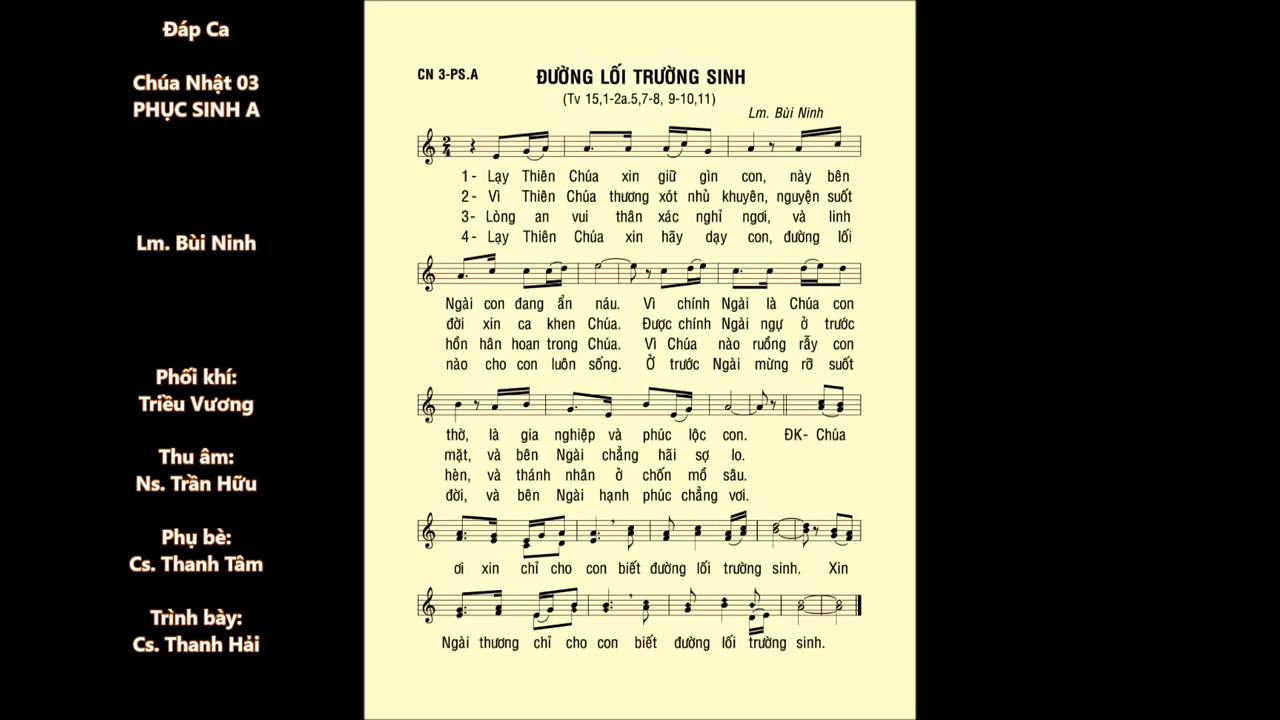 Đáp Ca
Chúa Nhật 03
PHỤC SINH A
Lm. Bùi Ninh
Phối khí:
Triều Vương
Thu âm:
Ns. Trần Hữu
Phụ bè:
Cs. Thanh Tâm
Trình bày:
Cs. Thanh Hải
CN 3-PS.A
ĐƯỜNG LỐI TRƯỜNG SINH
(Tv 15,1-2a.5,7-8, 9-10,11)
Lm. Bùi Ninh
1- Lạy Thiên Chúa xin giữ gìn con, này bên
2- Vì Thiên Chúa thương xót nhủ khuyên, nguyện suốt
3- Lòng an vui thân xác nghỉ ngơi, và linh
4- Lạy Thiên Chúa xin hãy dạy con, đường lối
Ngài con đang ẩn náu. Vì chính Ngài là Chúa con
đời xin ca khen Chúa. Được chính Ngài ngự ở trước
hồn hân hoan trong Chúa. Vì Chúa nào ruồng rẫy con
nào cho con luôn sống. Ở trước Ngài mừng rỡ suốt
thờ, là gia nghiệp và phúc lộc con. ĐK- Chúa
mặt, và bên Ngài chẳng hãi sợ lo.
hèn, và thánh nhân ở chốn mồ sâu.
đời, và bên Ngài hạnh phúc chẳng vơi.
ơi xin chỉ cho con biết đường lối trường sinh. Xin
Ngài thương chỉ cho con biết đường lối trường sinh.